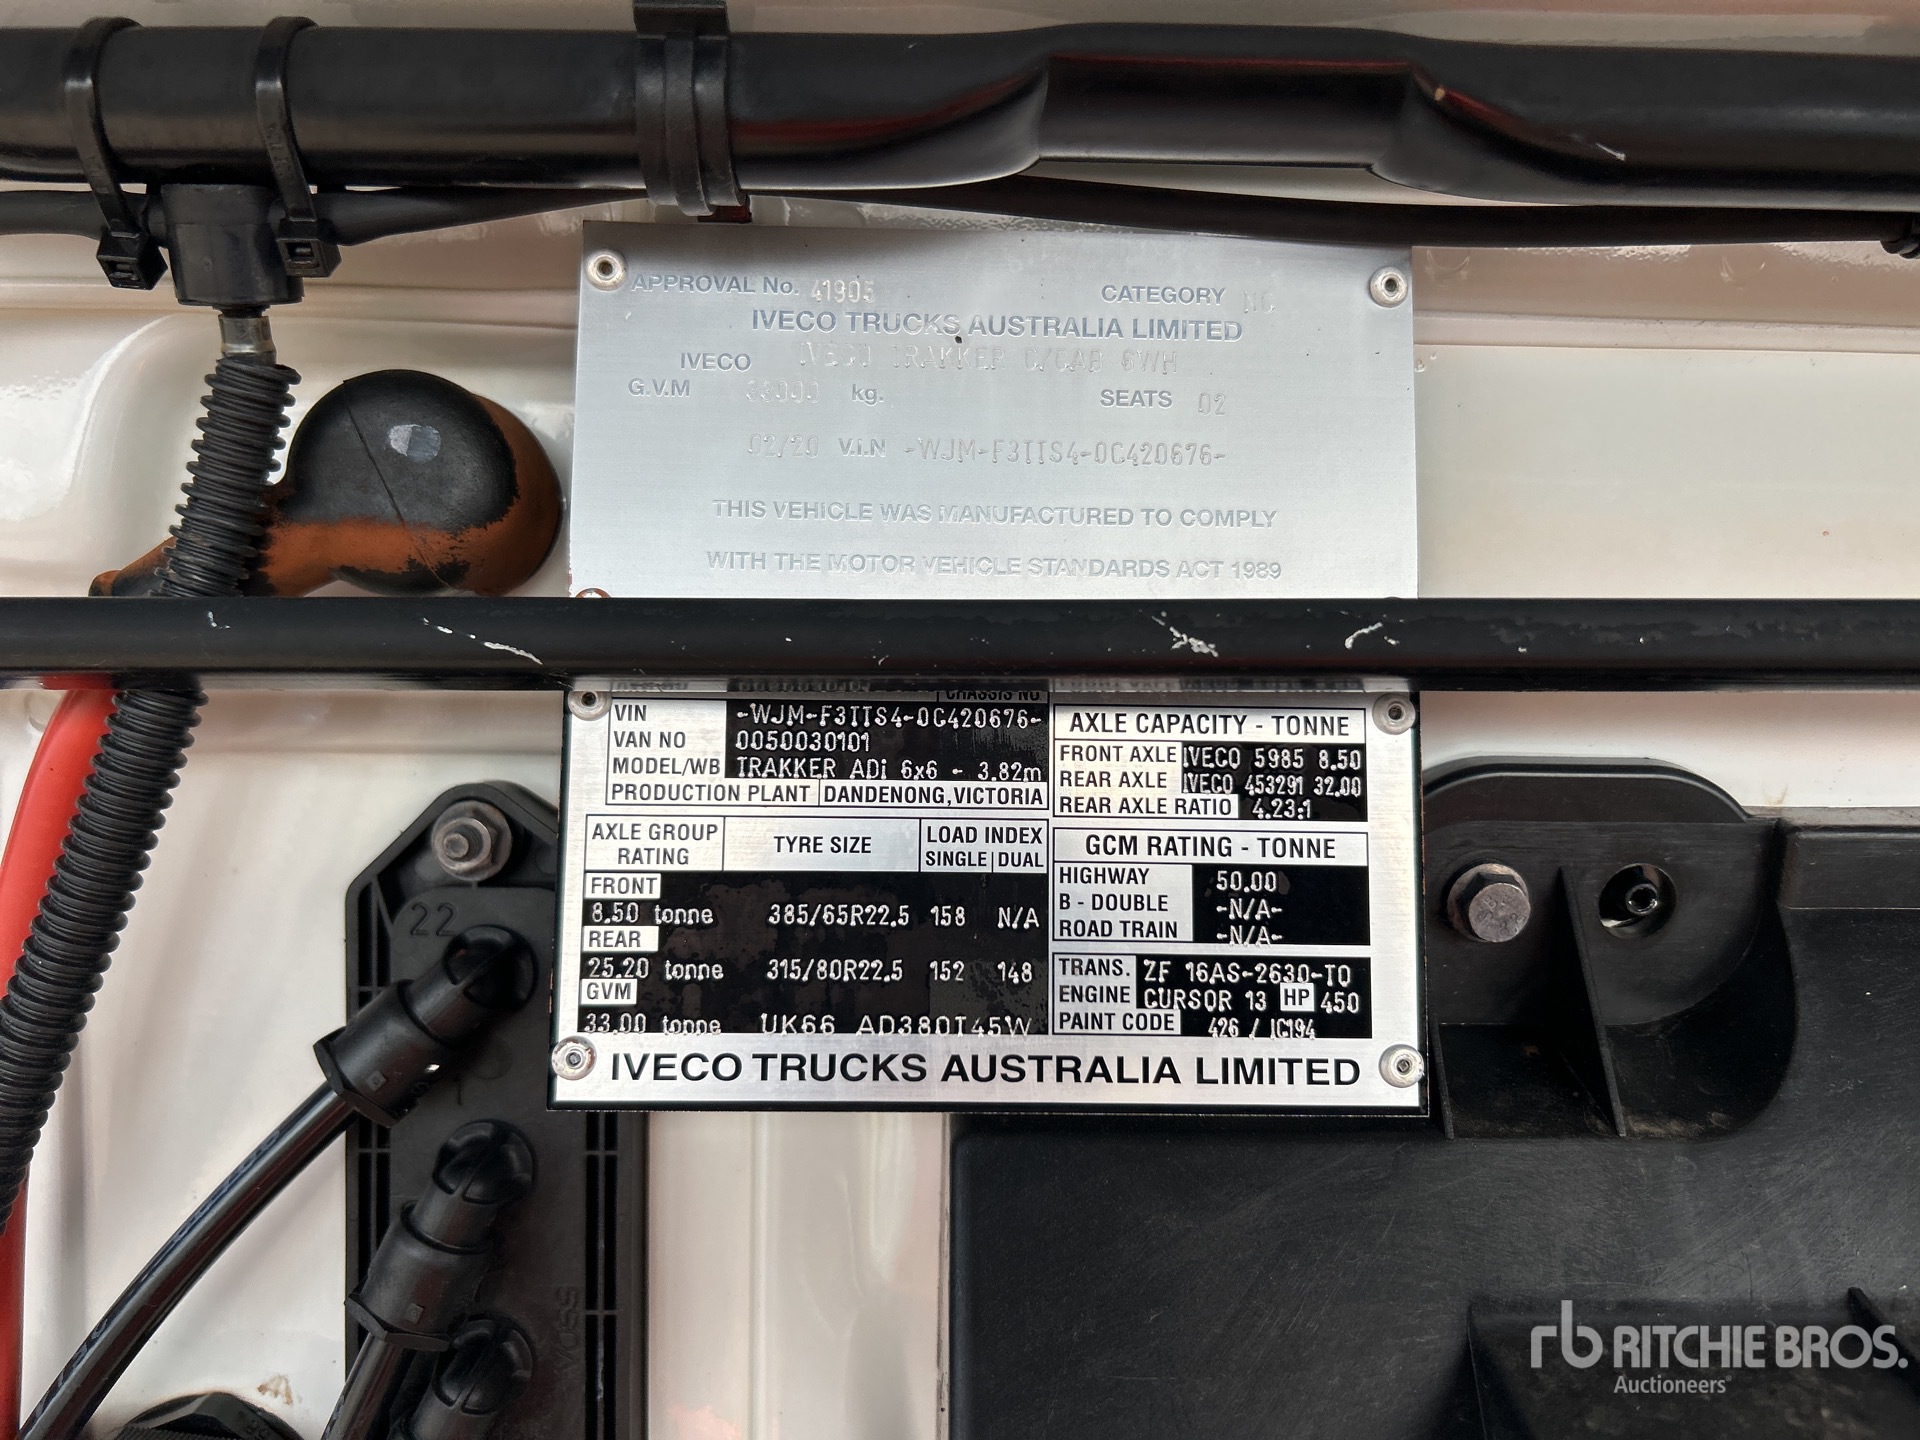 APPROVAL No. 41905 CATEGORY NC
IVECO TRUCKS AUSTRALIA LIMITED
IVECO IVECO TRAKKER C/CAB 6WH
G.V.M 33000 kg. SEATS 02
02/20 V.I.N -WJM-F3TTS4-0C420676-
THIS VEHICLE WAS MANUFACTURED TO COMPLY
WITH THE MOTOR VEHICLE STANDARDS ACT 1989
CHASSIS NO
VIN -WJM-F3TTS4-0C420676-
VAN NO 0050030101
MODEL/WB TRAKKER ADi 6x6 - 3.82m
PRODUCTION PLANT DANDENONG, VICTORIA
AXLE GROUP RATING TYRE SIZE LOAD INDEX
SINGLE DUAL
FRONT
8.50 tonne 385/65R22.5 158 N/A
REAR
25.20 tonne 315/80R22.5 152 148
GVM
33.00 tonne UK66 AD380T45W
AXLE CAPACITY - TONNE
FRONT AXLE IVECO 5985 8.50
REAR AXLE IVECO 453291 32.00
REAR AXLE RATIO 4.23:1
GCM RATING - TONNE
HIGHWAY 50.00
B - DOUBLE -N/A-
ROAD TRAIN -N/A-
TRANS. ZF 16AS-2630-TO
ENGINE CURSOR 13 HP 450
PAINT CODE 426 / IC194
IVECO TRUCKS AUSTRALIA LIMITED
22
VOSS
rb RITCHIE BROS.
Auctioneers